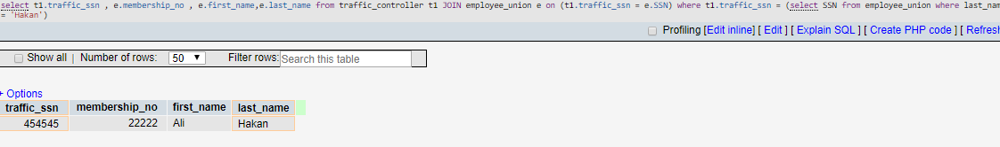 select t1.traffic_ssn , e.membership_no , e.first_name,e.last_name from traffic_controller t1 JOIN employee_union e on (t1.traffic_ssn = e.SSN) where t1.traffic_ssn = (select SSN from employee_union where last_nam
= 'Hakan')
Profiling [Edit inline] [ Edit ] [ Explain SQL ] [ Create PHP code ] [ Refresh
Show all | Number of rows: 50 Filter rows: Search this table
+ Options
traffic_ssn membership_no first_name last_name
454545 22222 Ali Hakan